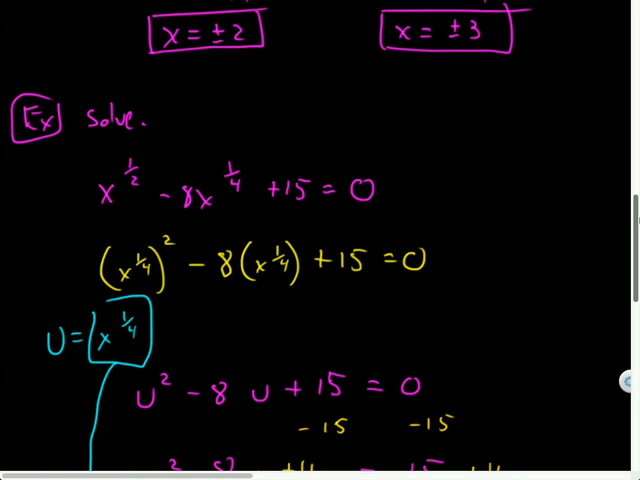 x = ±2 x = ±3
Ex solve.
x^{1/2} - 8x^{1/4} + 15 = 0
(x^{1/4})^2 - 8(x^{1/4}) + 15 = 0
U = x^{1/4}
U^2 - 8 U + 15 = 0
-15 -15